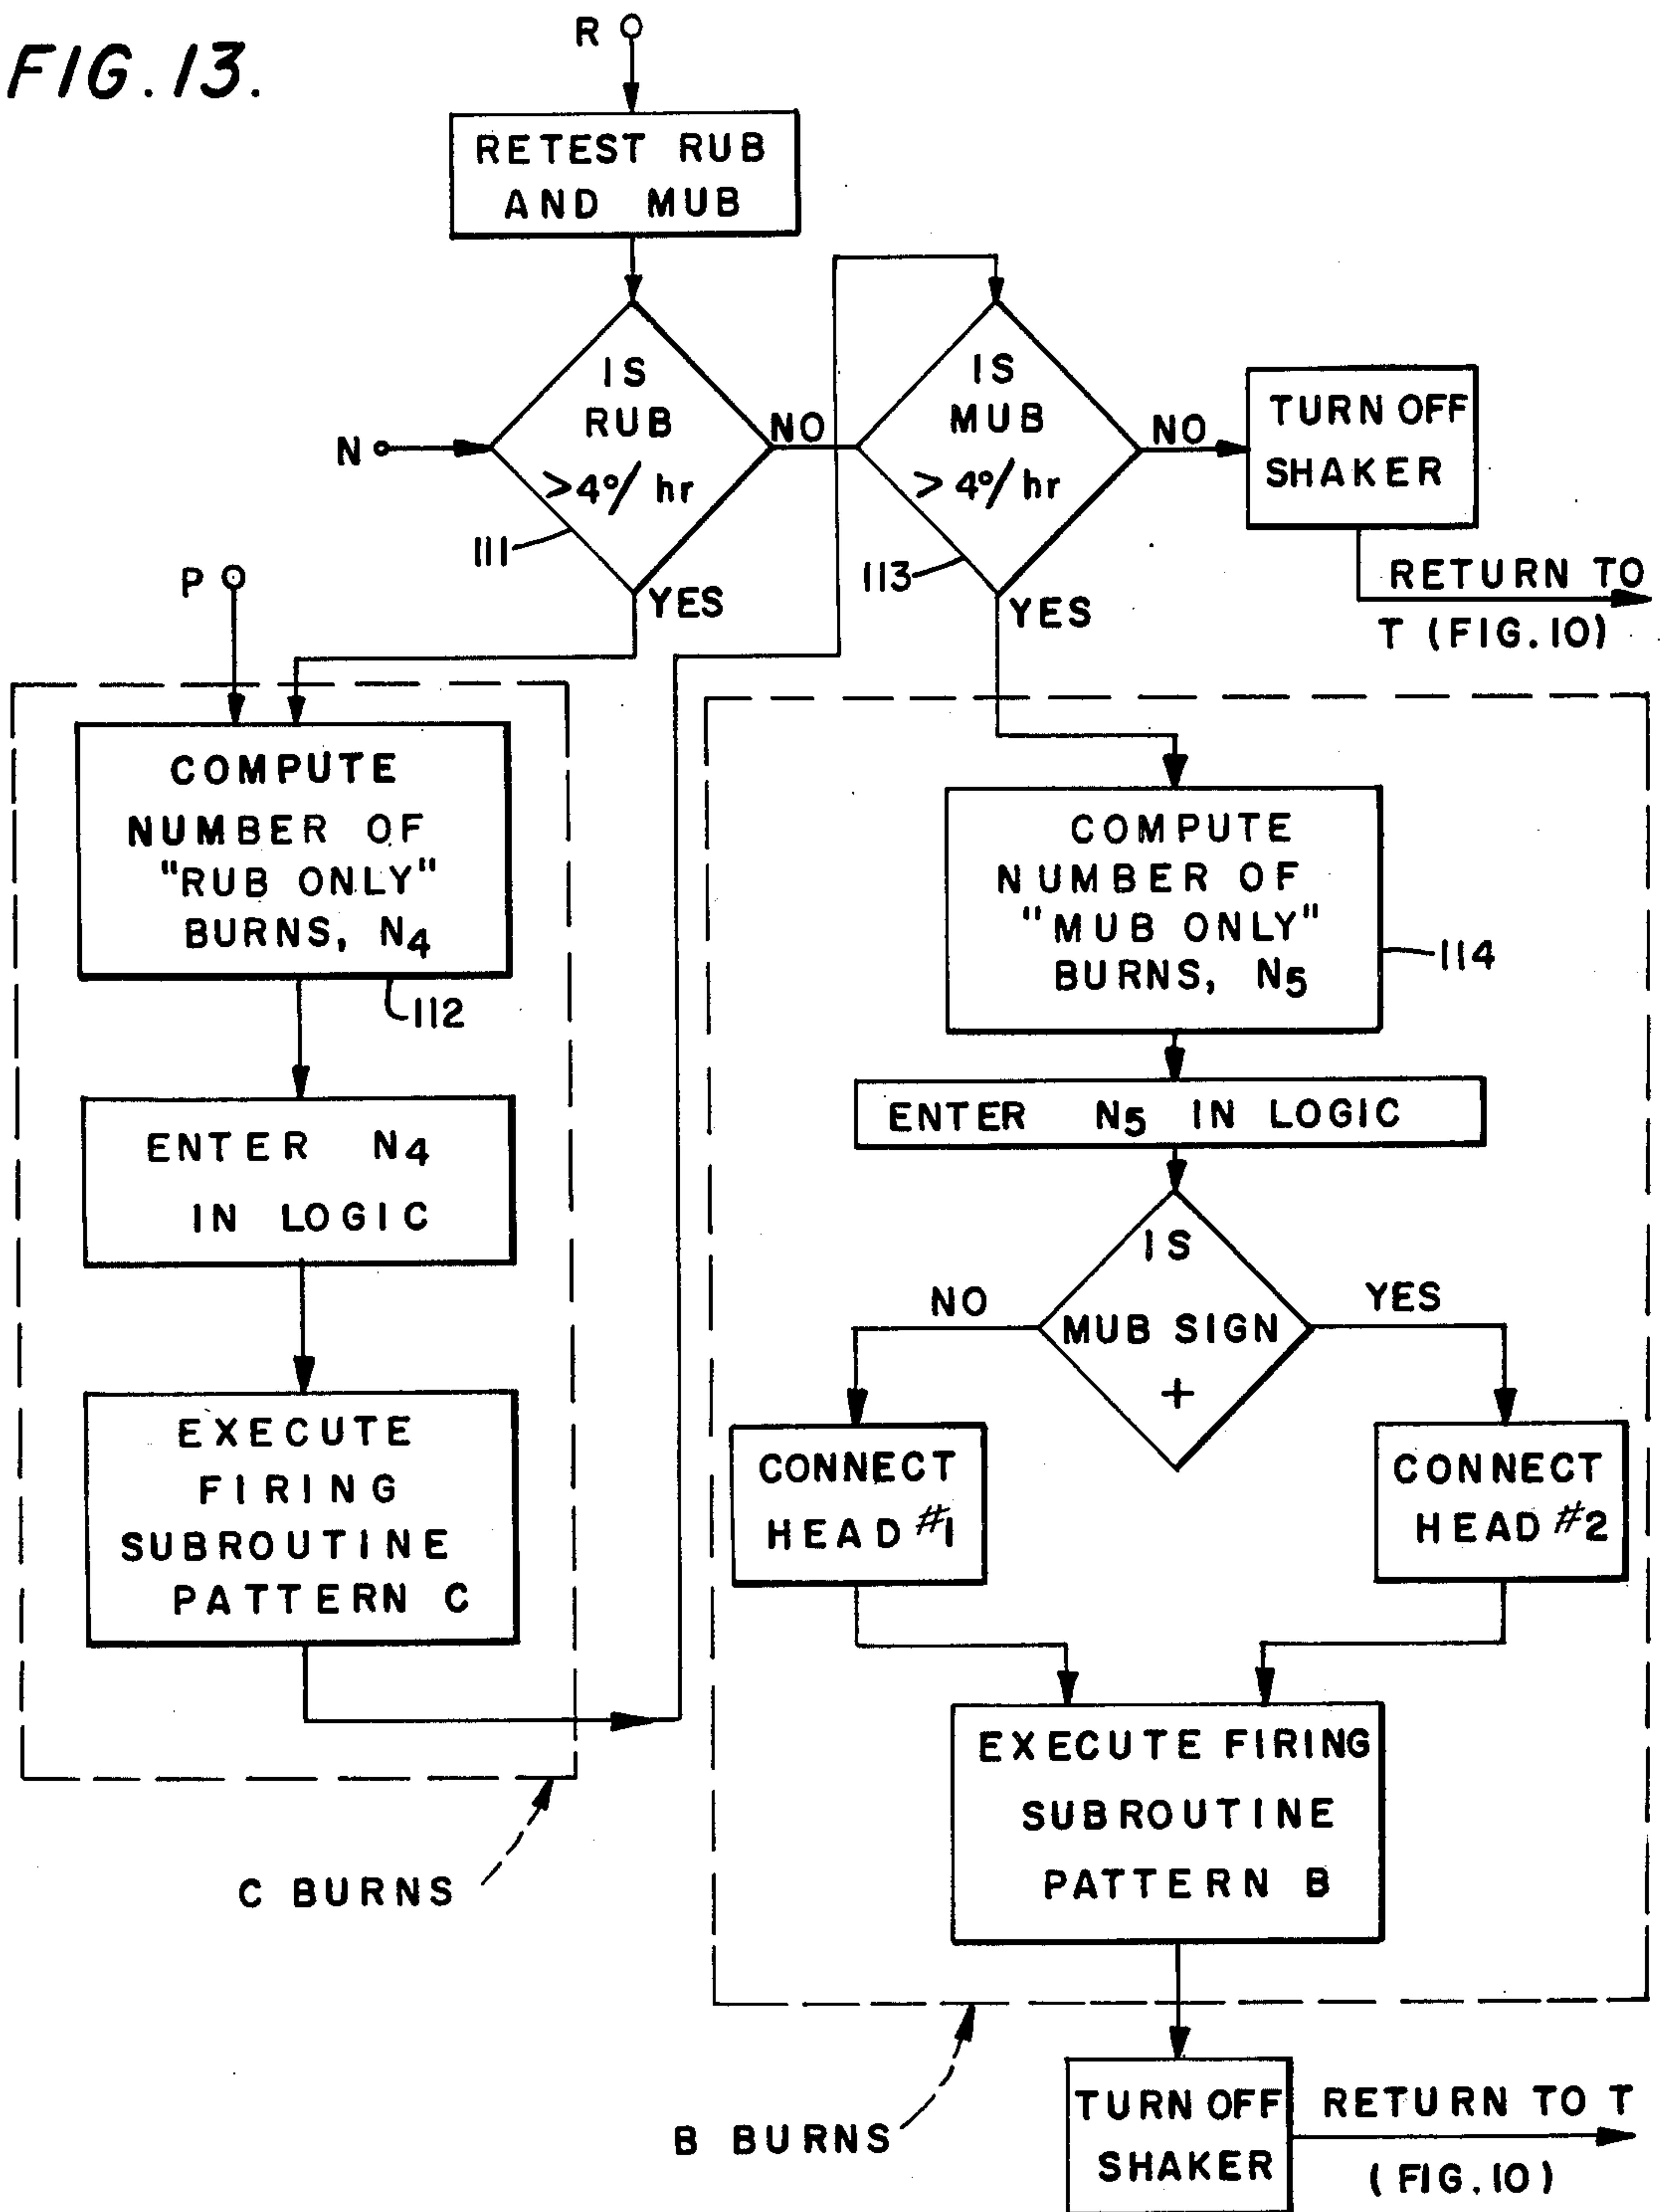 FIG. 13.
R
RETEST RUB
AND MUB
IS
RUB
>4°/hr
N
NO
111
YES
IS
MUB
>4°/hr
NO
113
YES
TURN OFF
SHAKER
RETURN TO
T (FIG. 10)
P
COMPUTE
NUMBER OF
"RUB ONLY"
BURNS, N4
112
ENTER N4
IN LOGIC
EXECUTE
FIRING
SUBROUTINE
PATTERN C
C BURNS
COMPUTE
NUMBER OF
"MUB ONLY"
BURNS, N5
114
ENTER N5 IN LOGIC
IS
MUB SIGN
+
NO
YES
CONNECT
HEAD #1
CONNECT
HEAD #2
EXECUTE FIRING
SUBROUTINE
PATTERN B
B BURNS
TURN OFF
SHAKER
RETURN TO T
(FIG. 10)